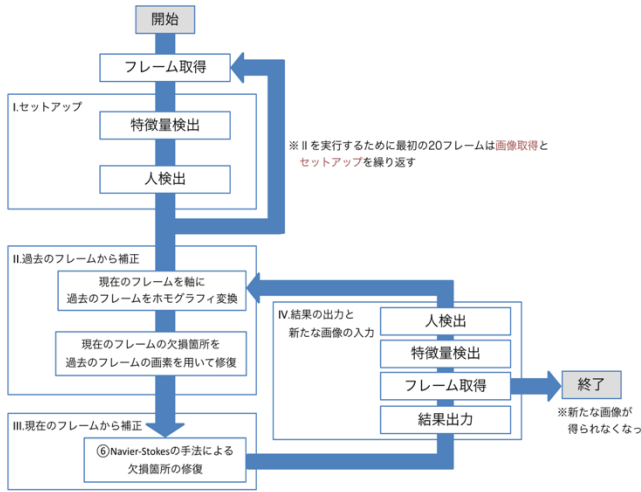 開始
フレーム取得
I.セットアップ
特徴量検出
人検出
※Ⅱを実行するために最初の20フレームは画像取得と
セットアップを繰り返す
II.過去のフレームから補正
現在のフレームを軸に
過去のフレームをホモグラフィ変換
現在のフレームの欠損箇所を
過去のフレームの画素を用いて修復
III.現在のフレームから補正
⑥Navier-Stokesの手法による
欠損箇所の修復
IV.結果の出力と
新たな画像の入力
人検出
特徴量検出
フレーム取得
結果出力
終了
※新たな画像が
得られなくなっ